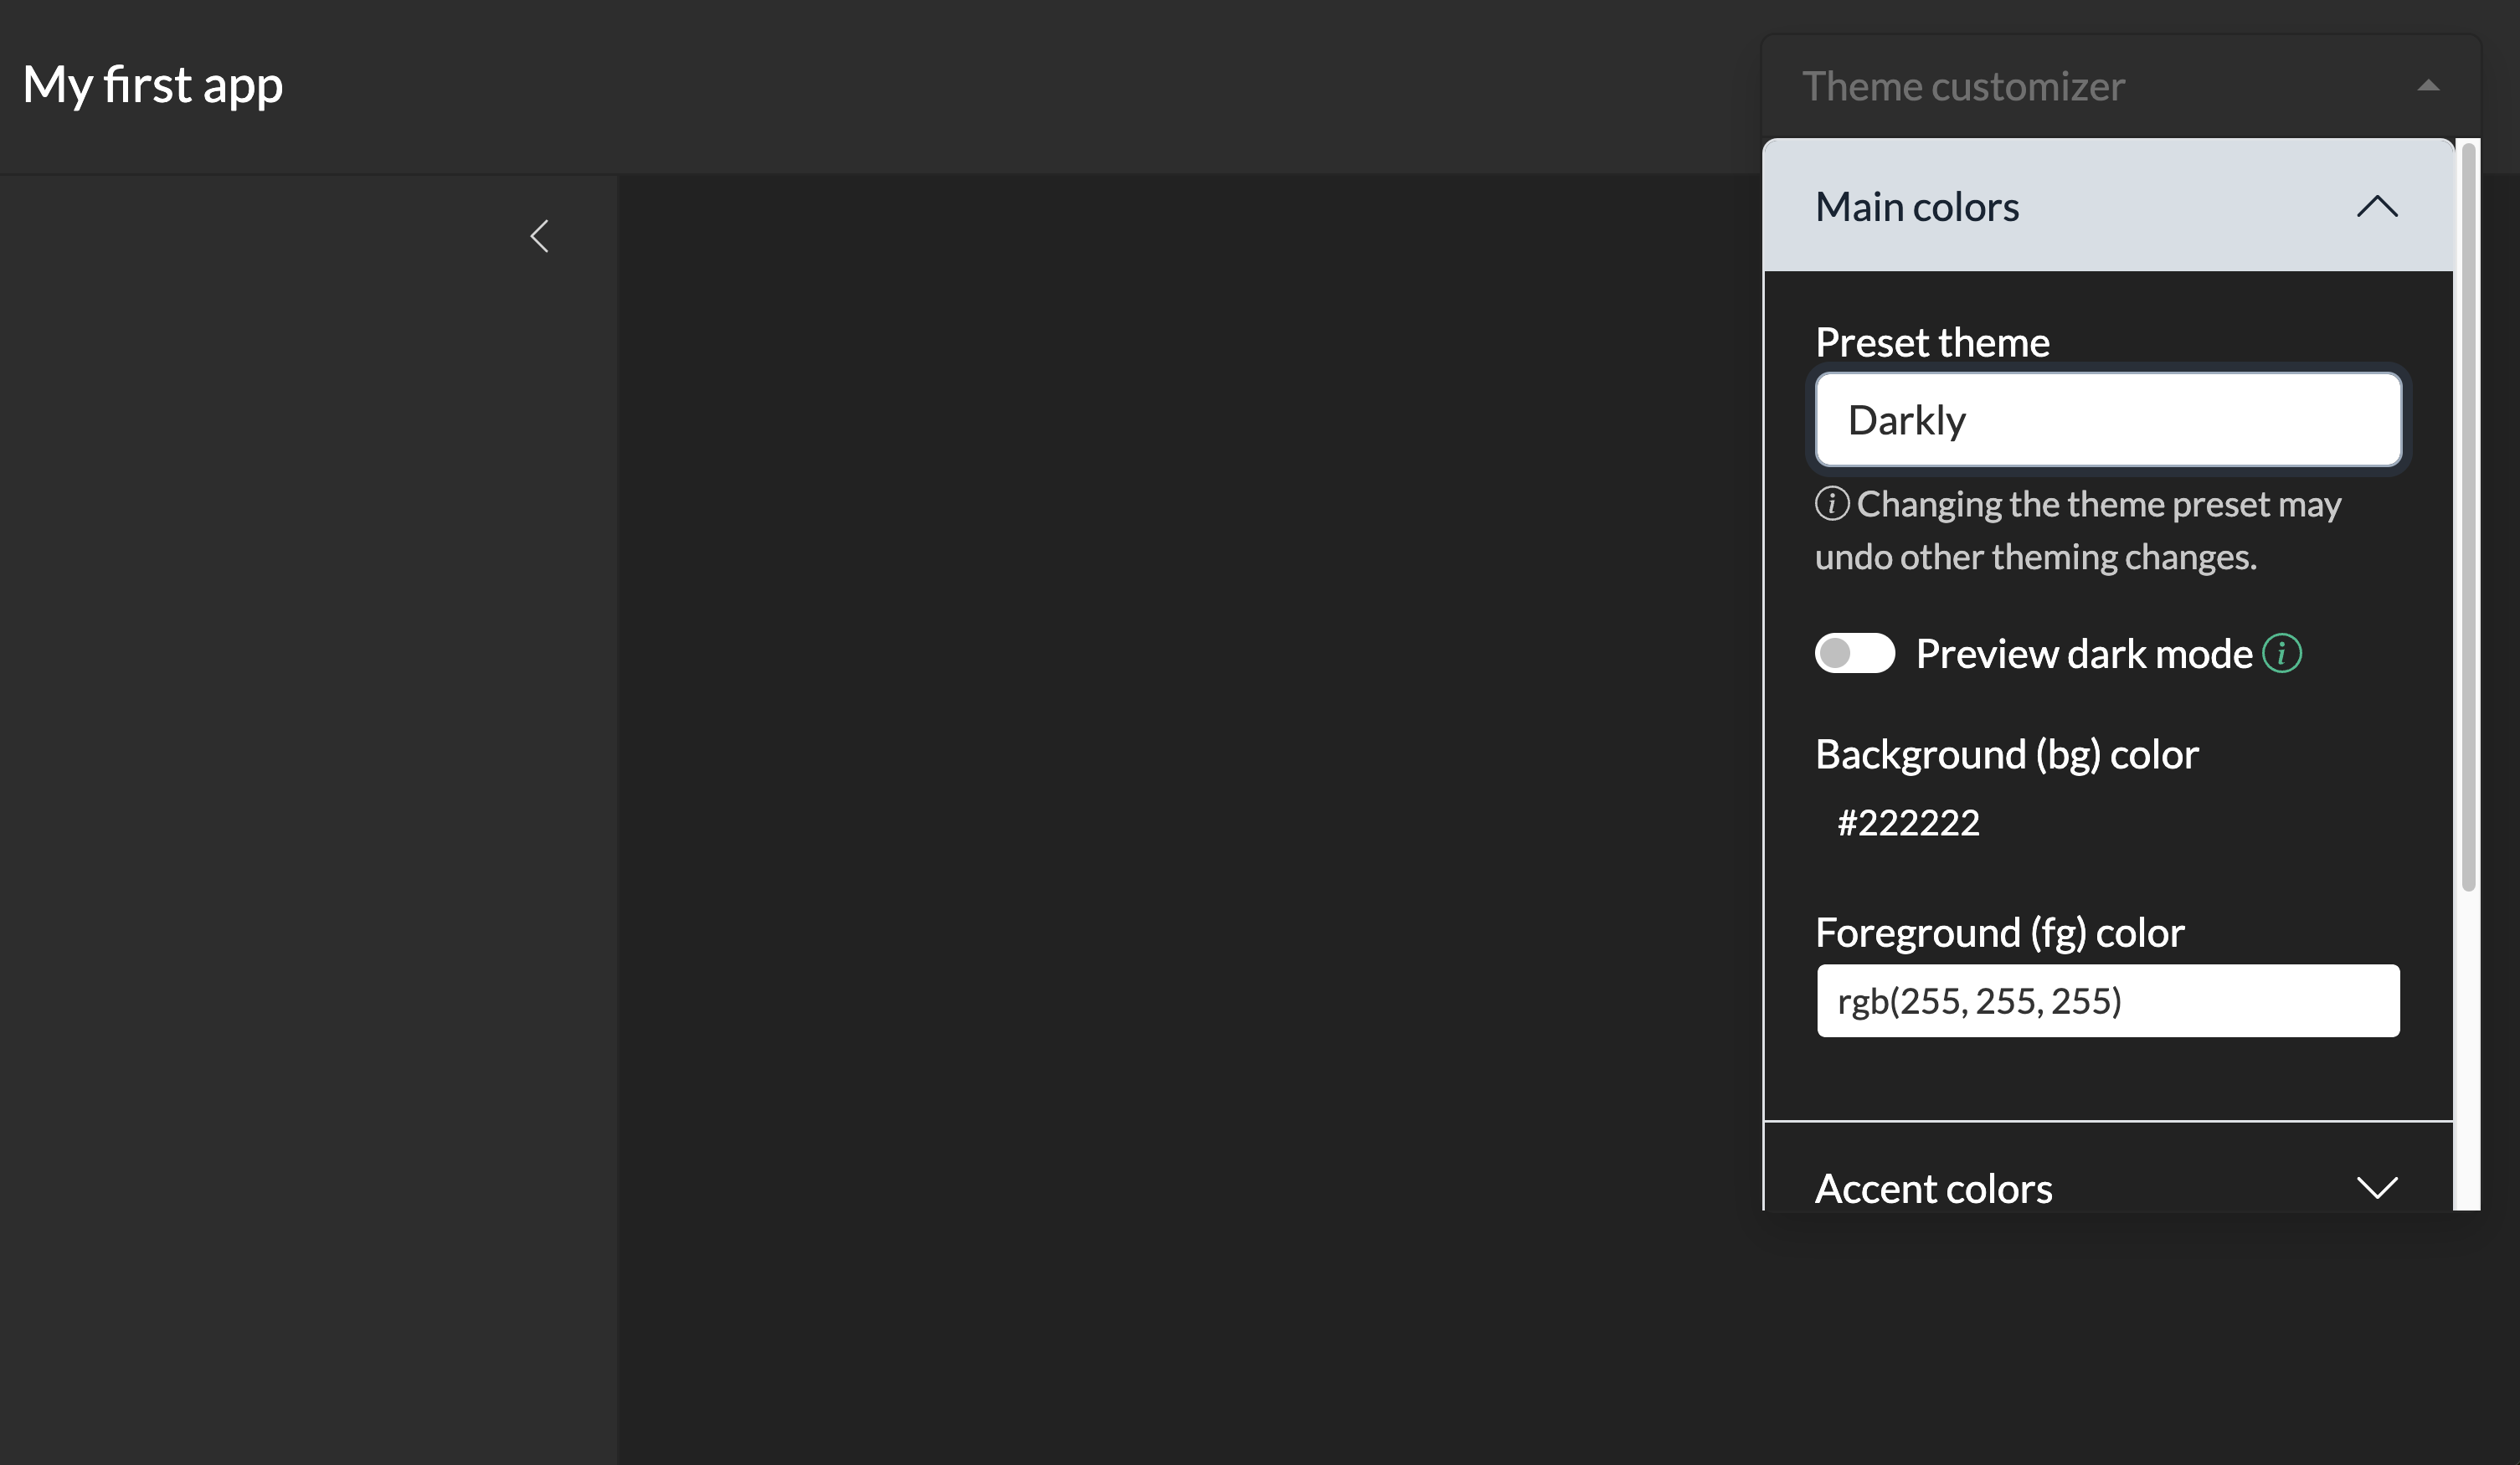 My first app
Theme customizer
Main colors
Preset theme
Darkly
Changing the theme preset may
undo other theming changes.
Preview dark mode
Background (bg) color
#222222
Foreground (fg) color
rgb(255, 255, 255)
Accent colors